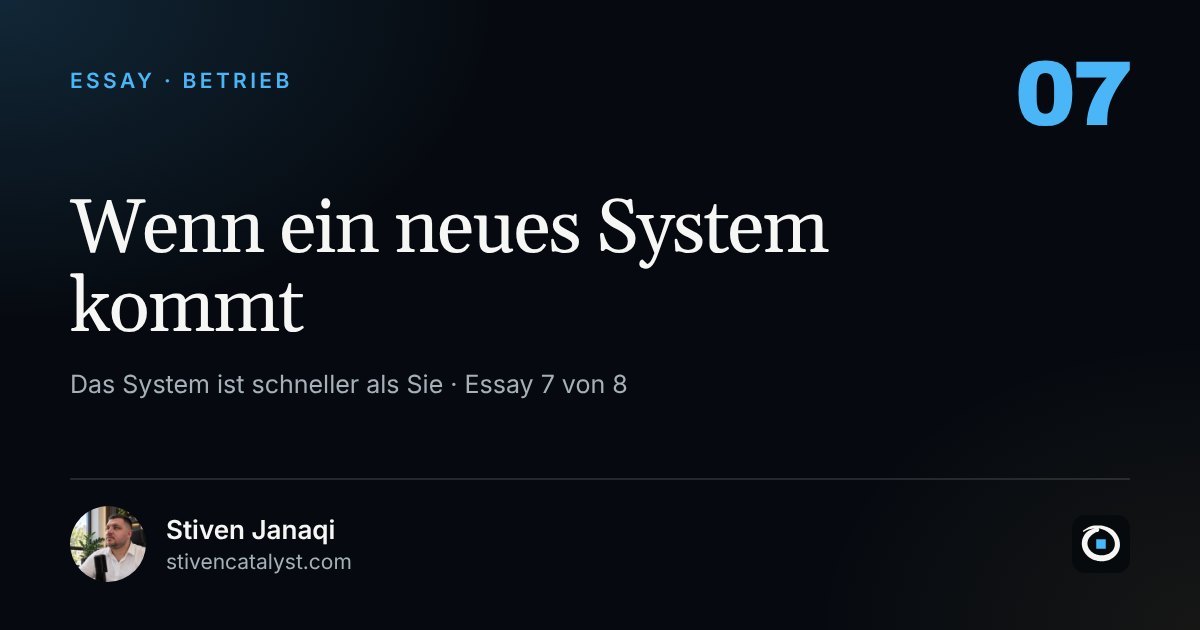 ESSAY · BETRIEB
07
Wenn ein neues System
kommt
Das System ist schneller als Sie · Essay 7 von 8
Stiven Janaqi
stivencatalyst.com